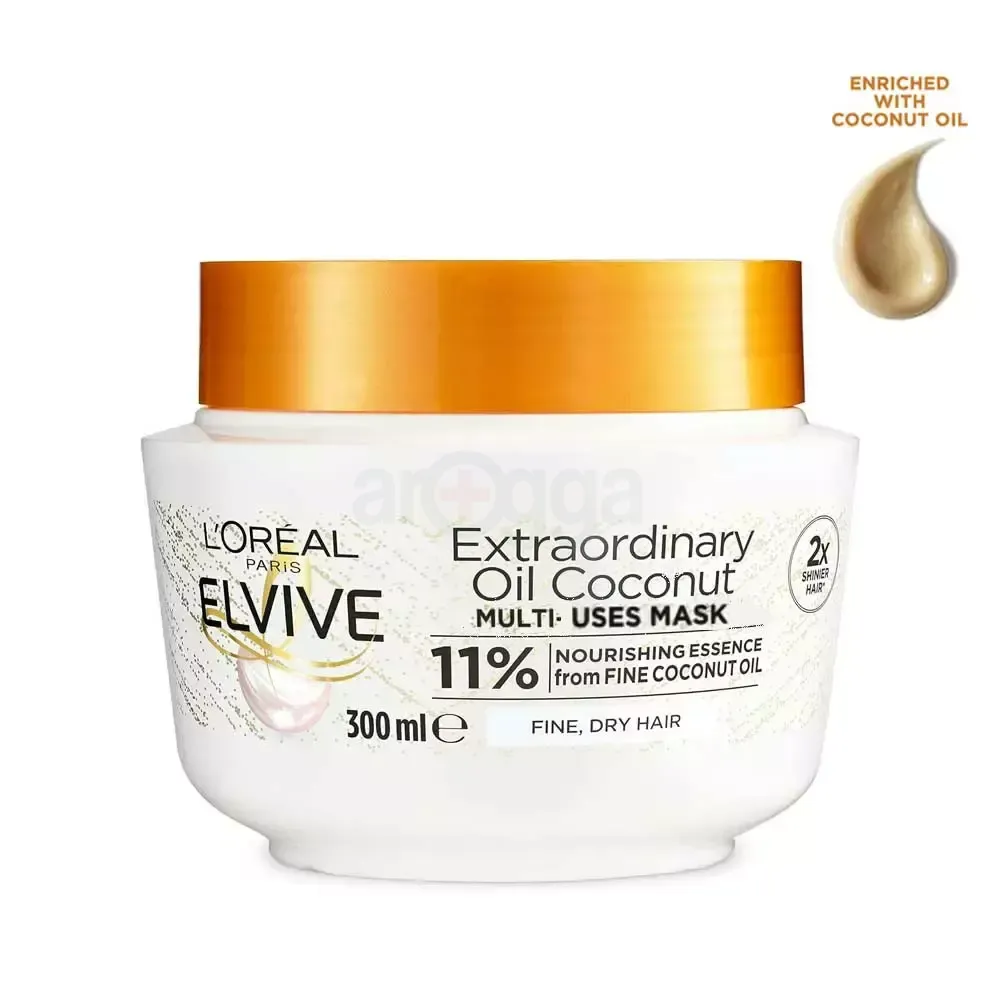 ENRICHED
WITH
COCONUT OIL
arogga
L'ORÉAL
PARIS
ELVIVE
Extraordinary
Oil Coconut
MULTI- USES MASK
11%
NOURISHING ESSENCE
from FINE COCONUT OIL
300 ml e
FINE, DRY HAIR
2X
SHINIER
HAIR*